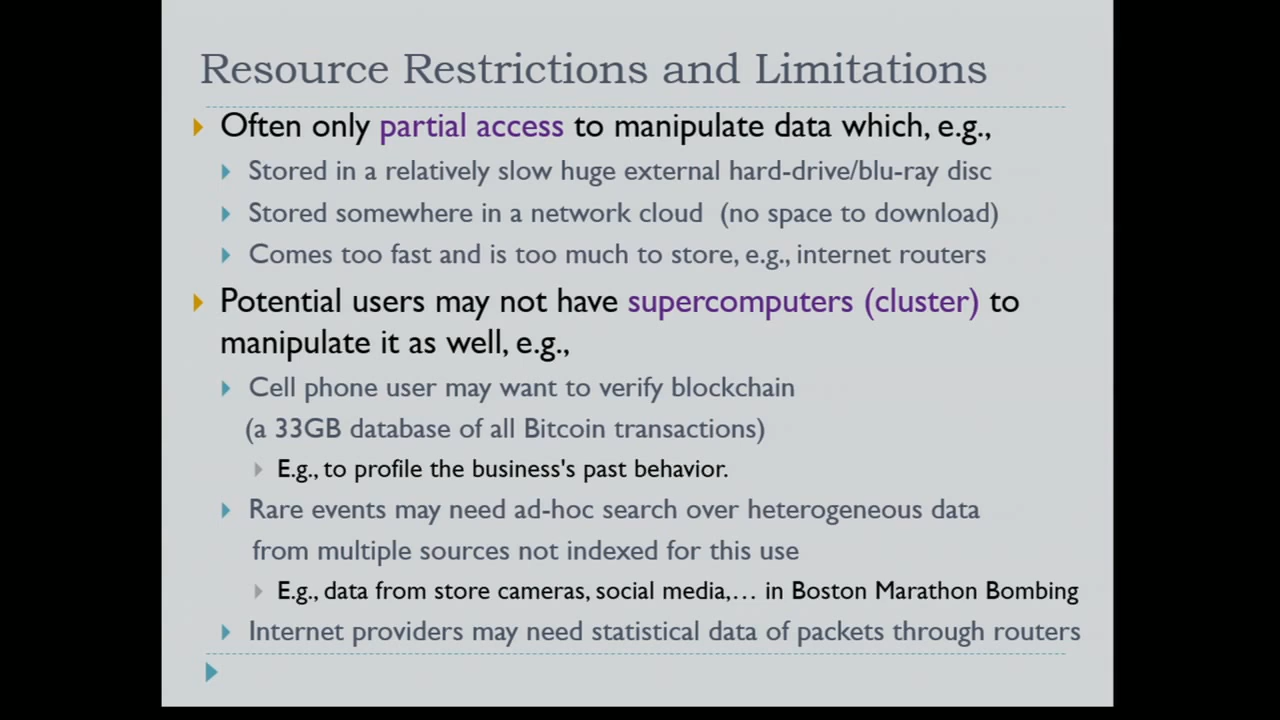 Resource Restrictions and Limitations
Often only partial access to manipulate data which, e.g.,
Stored in a relatively slow huge external hard-drive/blu-ray disc
Stored somewhere in a network cloud (no space to download)
Comes too fast and is too much to store, e.g., internet routers
Potential users may not have supercomputers (cluster) to
manipulate it as well, e.g.,
Cell phone user may want to verify blockchain
(a 33GB database of all Bitcoin transactions)
E.g., to profile the business's past behavior.
Rare events may need ad-hoc search over heterogeneous data
from multiple sources not indexed for this use
E.g., data from store cameras, social media,… in Boston Marathon Bombing
Internet providers may need statistical data of packets through routers